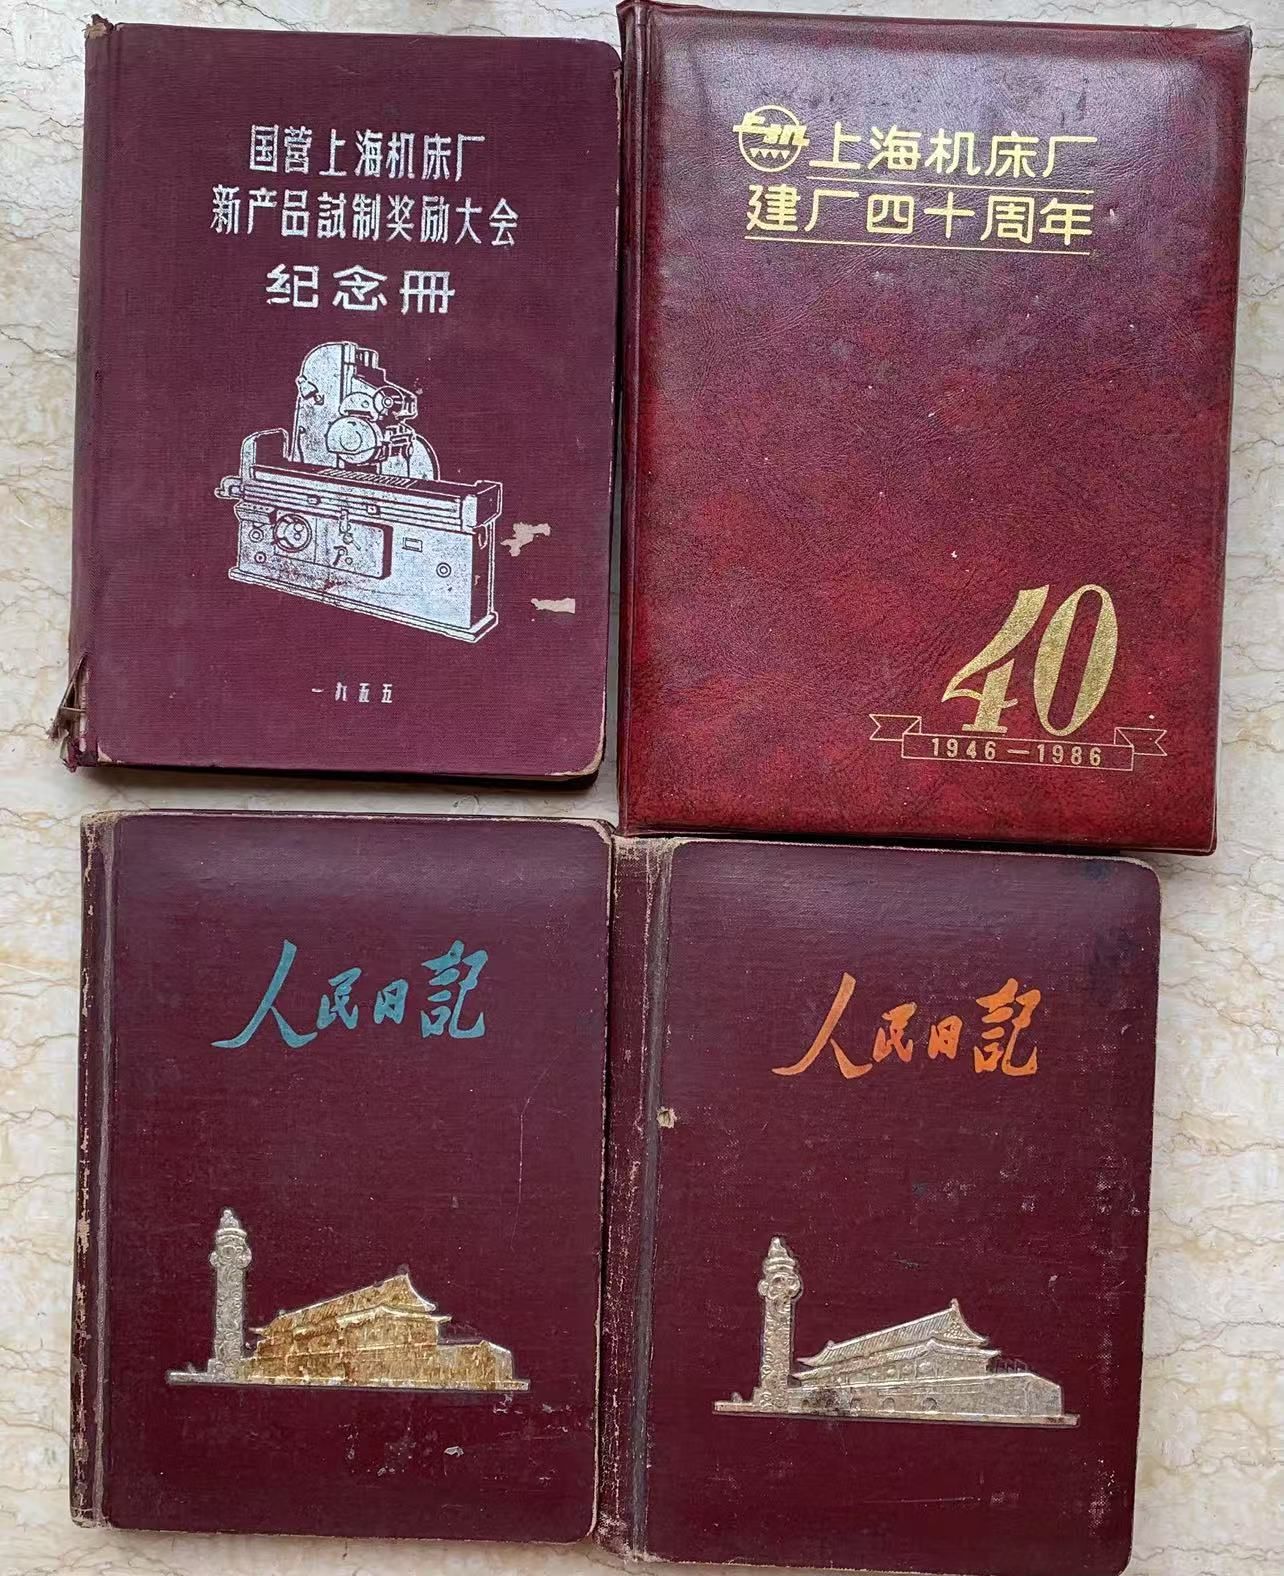 国营上海机床厂
新产品試制奖励大会
纪念冊
一九五五
上海机床厂
建厂四十周年
40
1946—1986
人民日記
人民日記